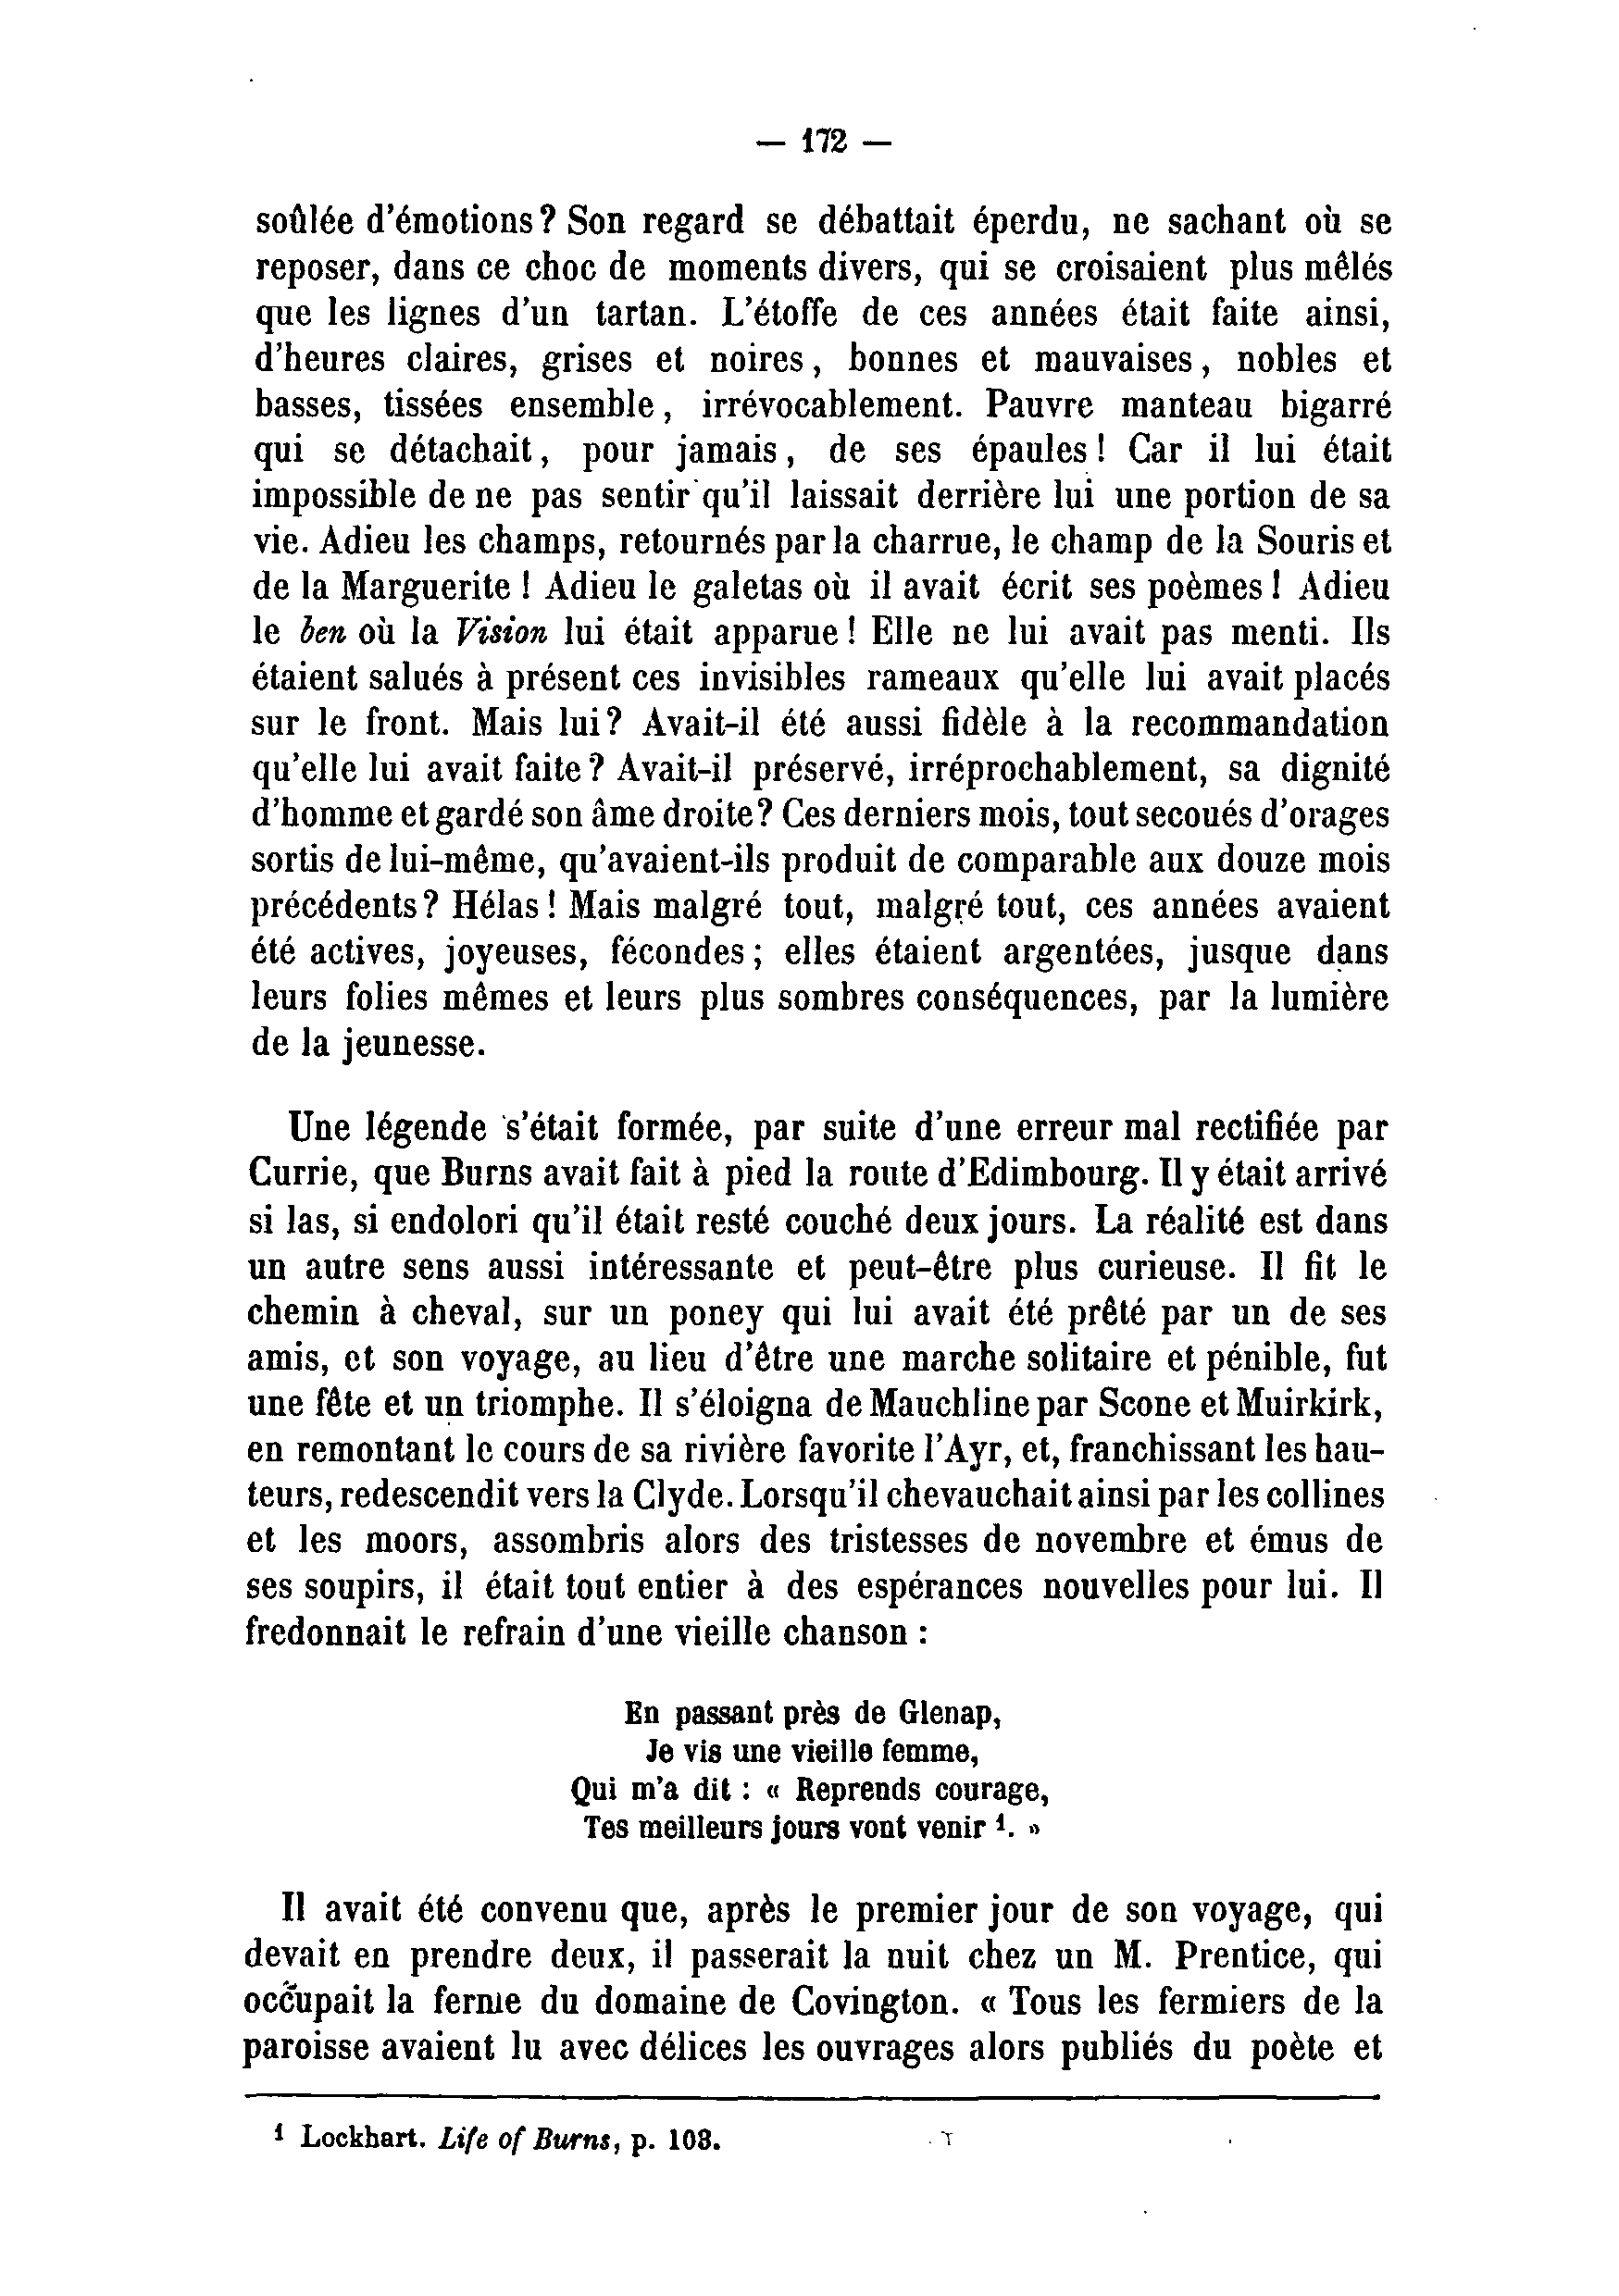 — 172 —
soûlée d'émotions ? Son regard se débattait éperdu, ne sachant où se
reposer, dans ce choc de moments divers, qui se croisaient plus mêlés
que les lignes d'un tartan. L'étoffe de ces années était faite ainsi,
d'heures claires, grises et noires, bonnes et mauvaises, nobles et
basses, tissées ensemble, irrévocablement. Pauvre manteau bigarré
qui se détachait, pour jamais, de ses épaules ! Car il lui était
impossible de ne pas sentir qu'il laissait derrière lui une portion de sa
vie. Adieu les champs, retournés par la charrue, le champ de la Souris et
de la Marguerite ! Adieu le galetas où il avait écrit ses poèmes ! Adieu
le ben où la Vision lui était apparue ! Elle ne lui avait pas menti. Ils
étaient salués à présent ces invisibles rameaux qu'elle lui avait placés
sur le front. Mais lui ? Avait-il été aussi fidèle à la recommandation
qu'elle lui avait faite ? Avait-il préservé, irréprochablement, sa dignité
d'homme et gardé son âme droite ? Ces derniers mois, tout secoués d'orages
sortis de lui-même, qu'avaient-ils produit de comparable aux douze mois
précédents ? Hélas ! Mais malgré tout, malgré tout, ces années avaient
été actives, joyeuses, fécondes ; elles étaient argentées, jusque dans
leurs folies mêmes et leurs plus sombres conséquences, par la lumière
de la jeunesse.
Une légende s'était formée, par suite d'une erreur mal rectifiée par
Currie, que Burns avait fait à pied la route d'Edimbourg. Il y était arrivé
si las, si endolori qu'il était resté couché deux jours. La réalité est dans
un autre sens aussi intéressante et peut-être plus curieuse. Il fit le
chemin à cheval, sur un poney qui lui avait été prêté par un de ses
amis, et son voyage, au lieu d'être une marche solitaire et pénible, fut
une fête et un triomphe. Il s'éloigna de Mauchline par Scone et Muirkirk,
en remontant le cours de sa rivière favorite l'Ayr, et, franchissant les hau-
teurs, redescendit vers la Clyde. Lorsqu'il chevauchait ainsi par les collines
et les moors, assombris alors des tristesses de novembre et émus de
ses soupirs, il était tout entier à des espérances nouvelles pour lui. Il
fredonnait le refrain d'une vieille chanson :
En passant près de Glenap,
Je vis une vieille femme,
Qui m'a dit : « Reprends courage,
Tes meilleurs jours vont venir ¹. »
Il avait été convenu que, après le premier jour de son voyage, qui
devait en prendre deux, il passerait la nuit chez un M. Prentice, qui
occupait la ferme du domaine de Covington. « Tous les fermiers de la
paroisse avaient lu avec délices les ouvrages alors publiés du poète et
¹ Lockhart. Life of Burns, p. 108.